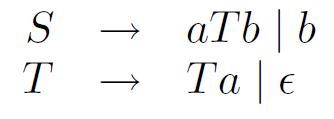 S → aTb | b
T → Ta | ϵ